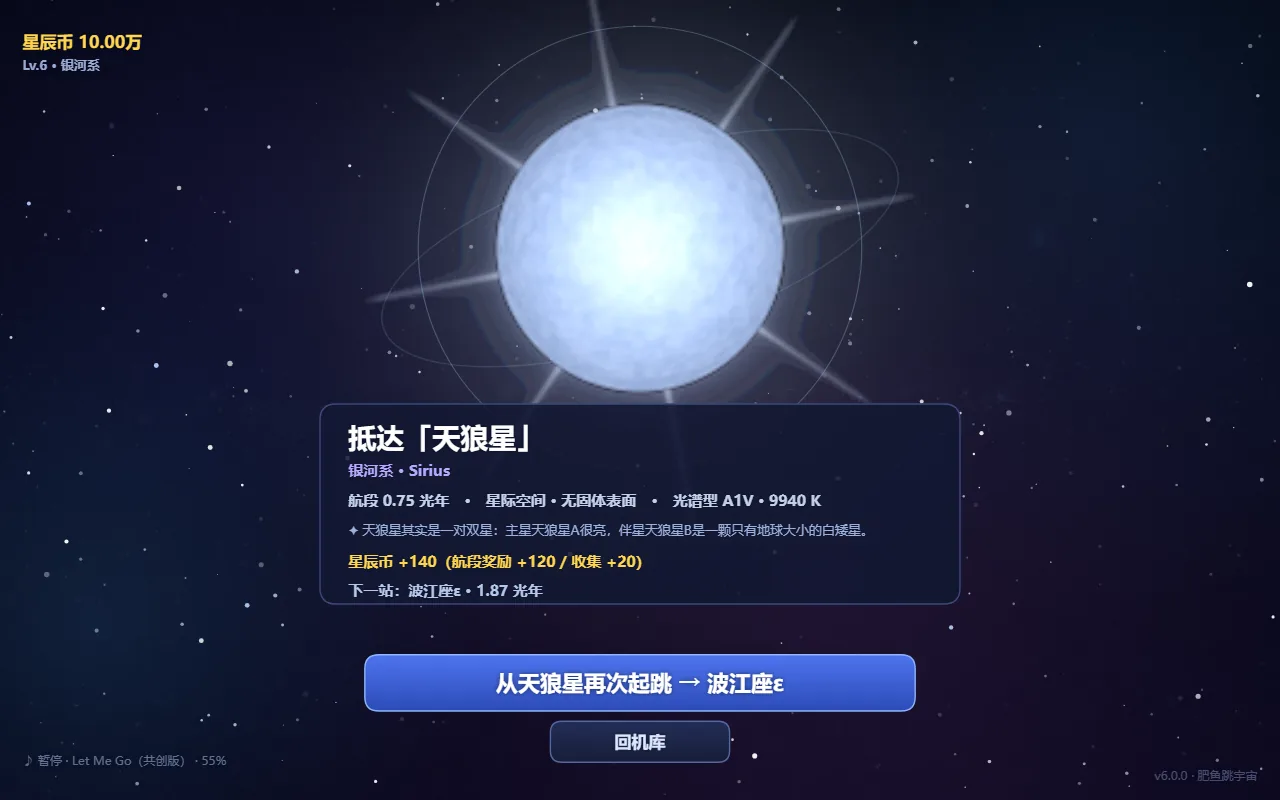 星辰币 10.00万
Lv.6 • 银河系
抵达「天狼星」
银河系 • Sirius
航段 0.75 光年 • 星际空间 • 无固体表面 • 光谱型 A1V • 9940 K
✦ 天狼星其实是一对双星：主星天狼星A很亮，伴星天狼星B是一颗只有地球大小的白矮星。
星辰币 +140（航段奖励 +120 / 收集 +20）
下一站：波江座ε • 1.87 光年
从天狼星再次起跳 → 波江座ε
回机库
♪ 暂停 · Let Me Go（共创版） · 55%
v6.0.0 · 肥鱼跳宇宙